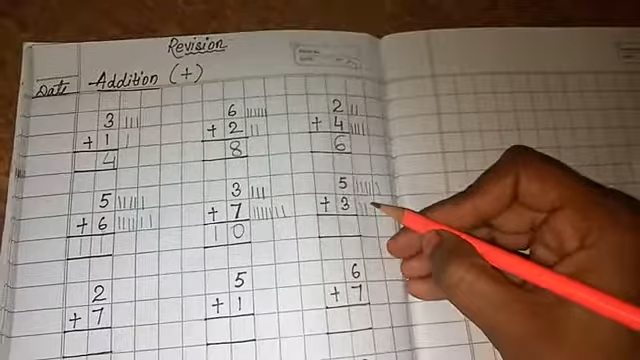 Revision
Date Addition (+)
3 6 2
+ 1 + 2 + 4
4 8 6
5 3 5
+ 6 + 7 + 3
11 10
2 5 6
+ 7 + 1 + 7